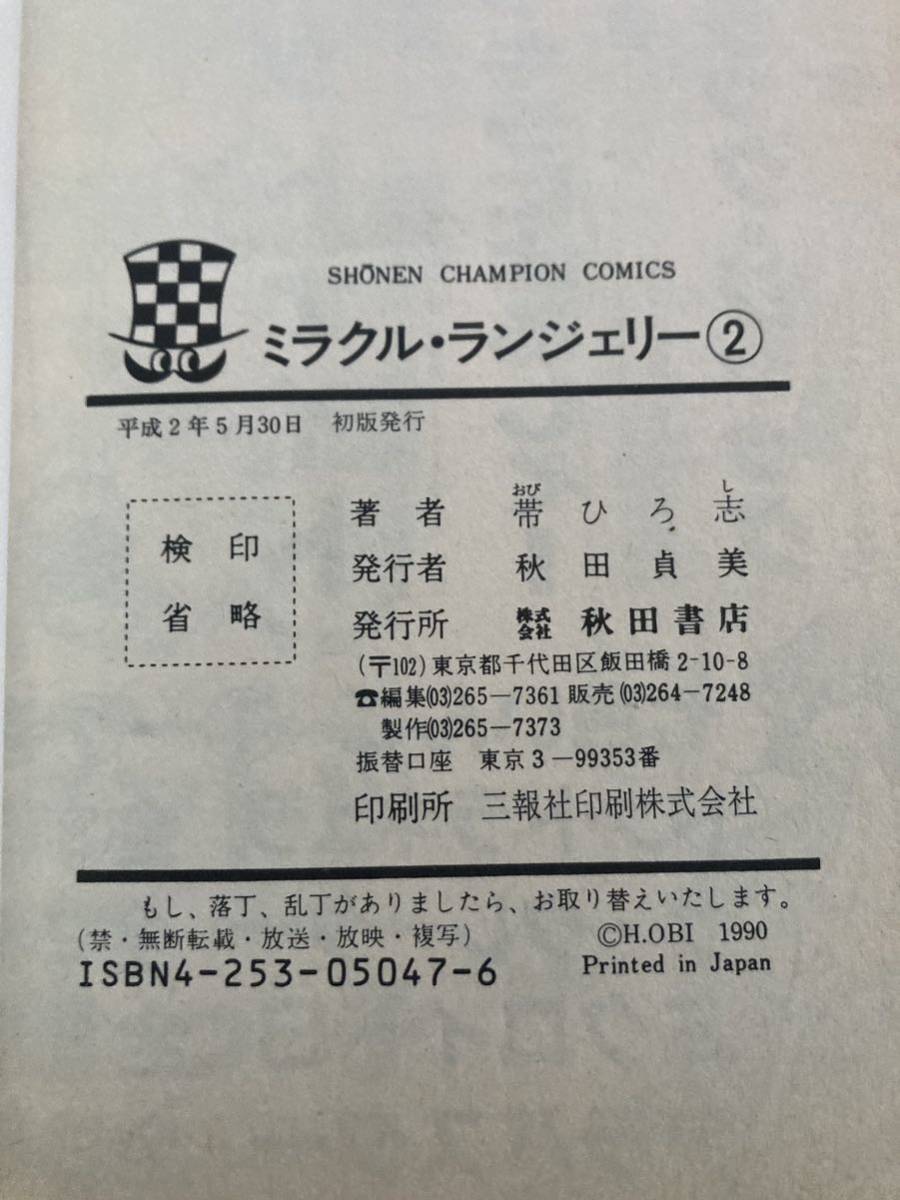 SHŌNEN CHAMPION COMICS
ミラクル・ランジェリー②
平成2年5月30日 初版発行
検印
省略
著者 帯ひろ志
おび し
発行者 秋田貞美
発行所 株式会社 秋田書店
(〒102)東京都千代田区飯田橋2-10-8
☎編集(03)265-7361 販売(03)264-7248
製作(03)265-7373
振替口座 東京3-99353番
印刷所 三報社印刷株式会社
もし、落丁、乱丁がありましたら、お取り替えいたします。
(禁・無断転載・放送・放映・複写)
©H.OBI 1990
ISBN4-253-05047-6
Printed in Japan